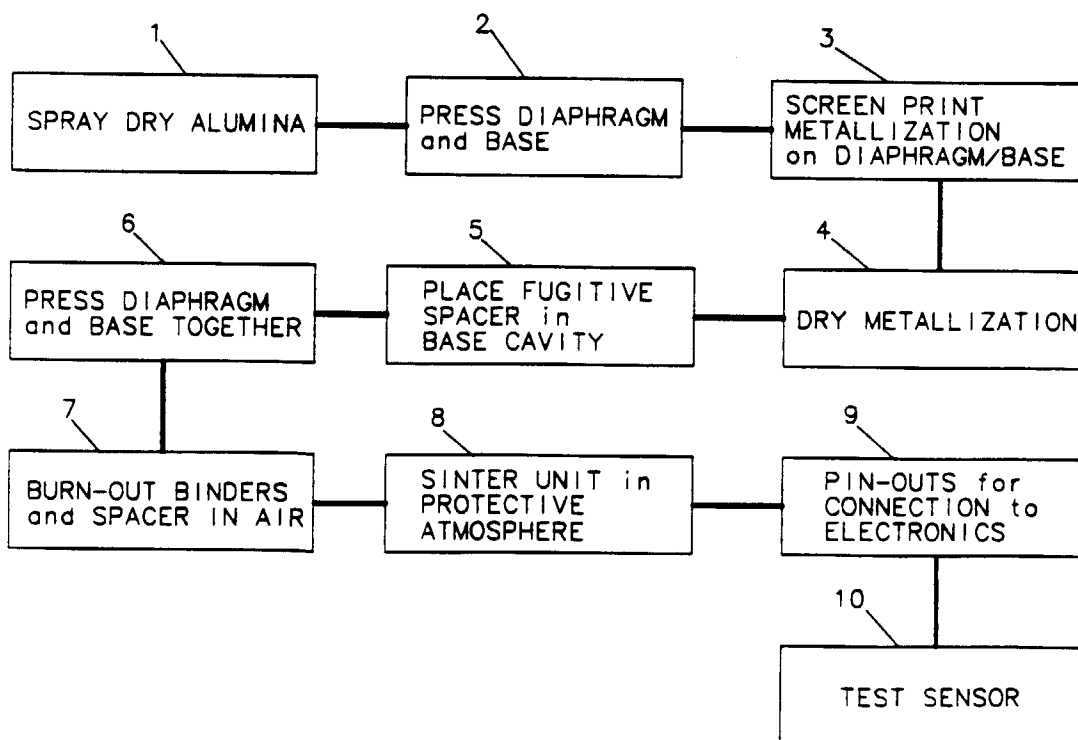 1
SPRAY DRY ALUMINA
2
PRESS DIAPHRAGM
and BASE
3
SCREEN PRINT
METALLIZATION
on DIAPHRAGM/BASE
4
DRY METALLIZATION
5
PLACE FUGITIVE
SPACER in
BASE CAVITY
6
PRESS DIAPHRAGM
and BASE TOGETHER
7
BURN-OUT BINDERS
and SPACER IN AIR
8
SINTER UNIT in
PROTECTIVE
ATMOSPHERE
9
PIN-OUTS for
CONNECTION to
ELECTRONICS
10
TEST SENSOR